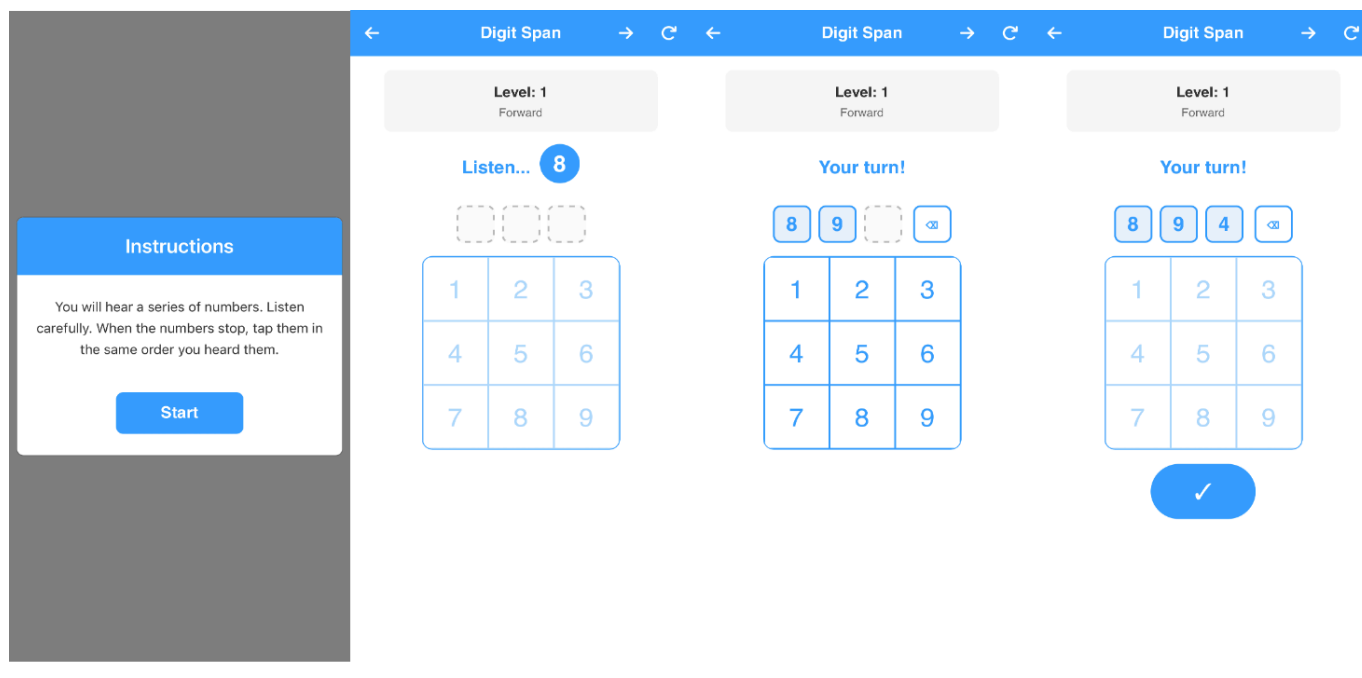 Instructions
You will hear a series of numbers. Listen
carefully. When the numbers stop, tap them in
the same order you heard them.
Start
Digit Span
Level: 1
Forward
Listen... 8
1 2 3
4 5 6
7 8 9
Digit Span
Level: 1
Forward
Your turn!
8 9
1 2 3
4 5 6
7 8 9
Digit Span
Level: 1
Forward
Your turn!
8 9 4
1 2 3
4 5 6
7 8 9
✓